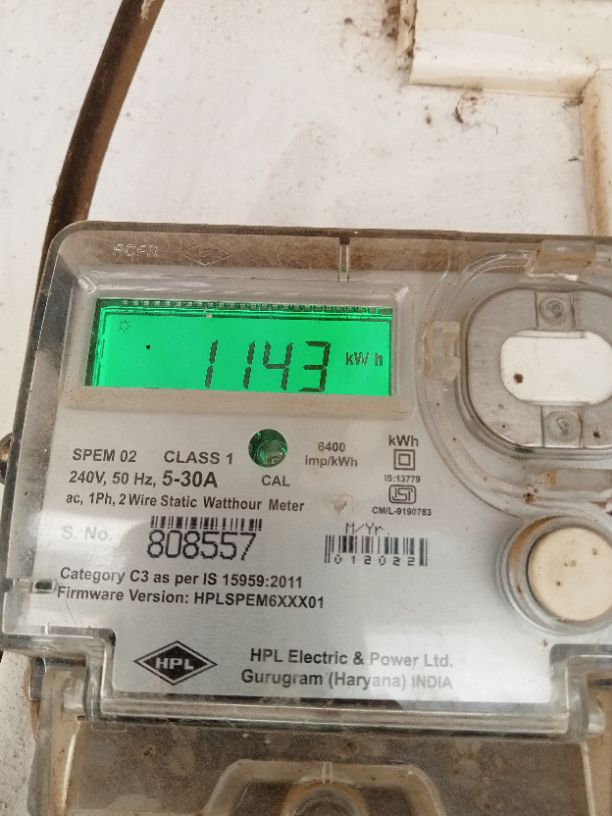 1143 kWh
SPEM 02 CLASS 1
240V, 50 Hz, 5-30A
CAL
6400
imp/kWh
kWh
IS:13779
ISI
CM/L-9190783
ac, 1Ph, 2 Wire Static Watthour Meter
S. No.
808557
M/Yr.
012022
Category C3 as per IS 15959:2011
Firmware Version: HPLSPEM6XXX01
HPL
HPL Electric & Power Ltd.
Gurugram (Haryana) INDIA